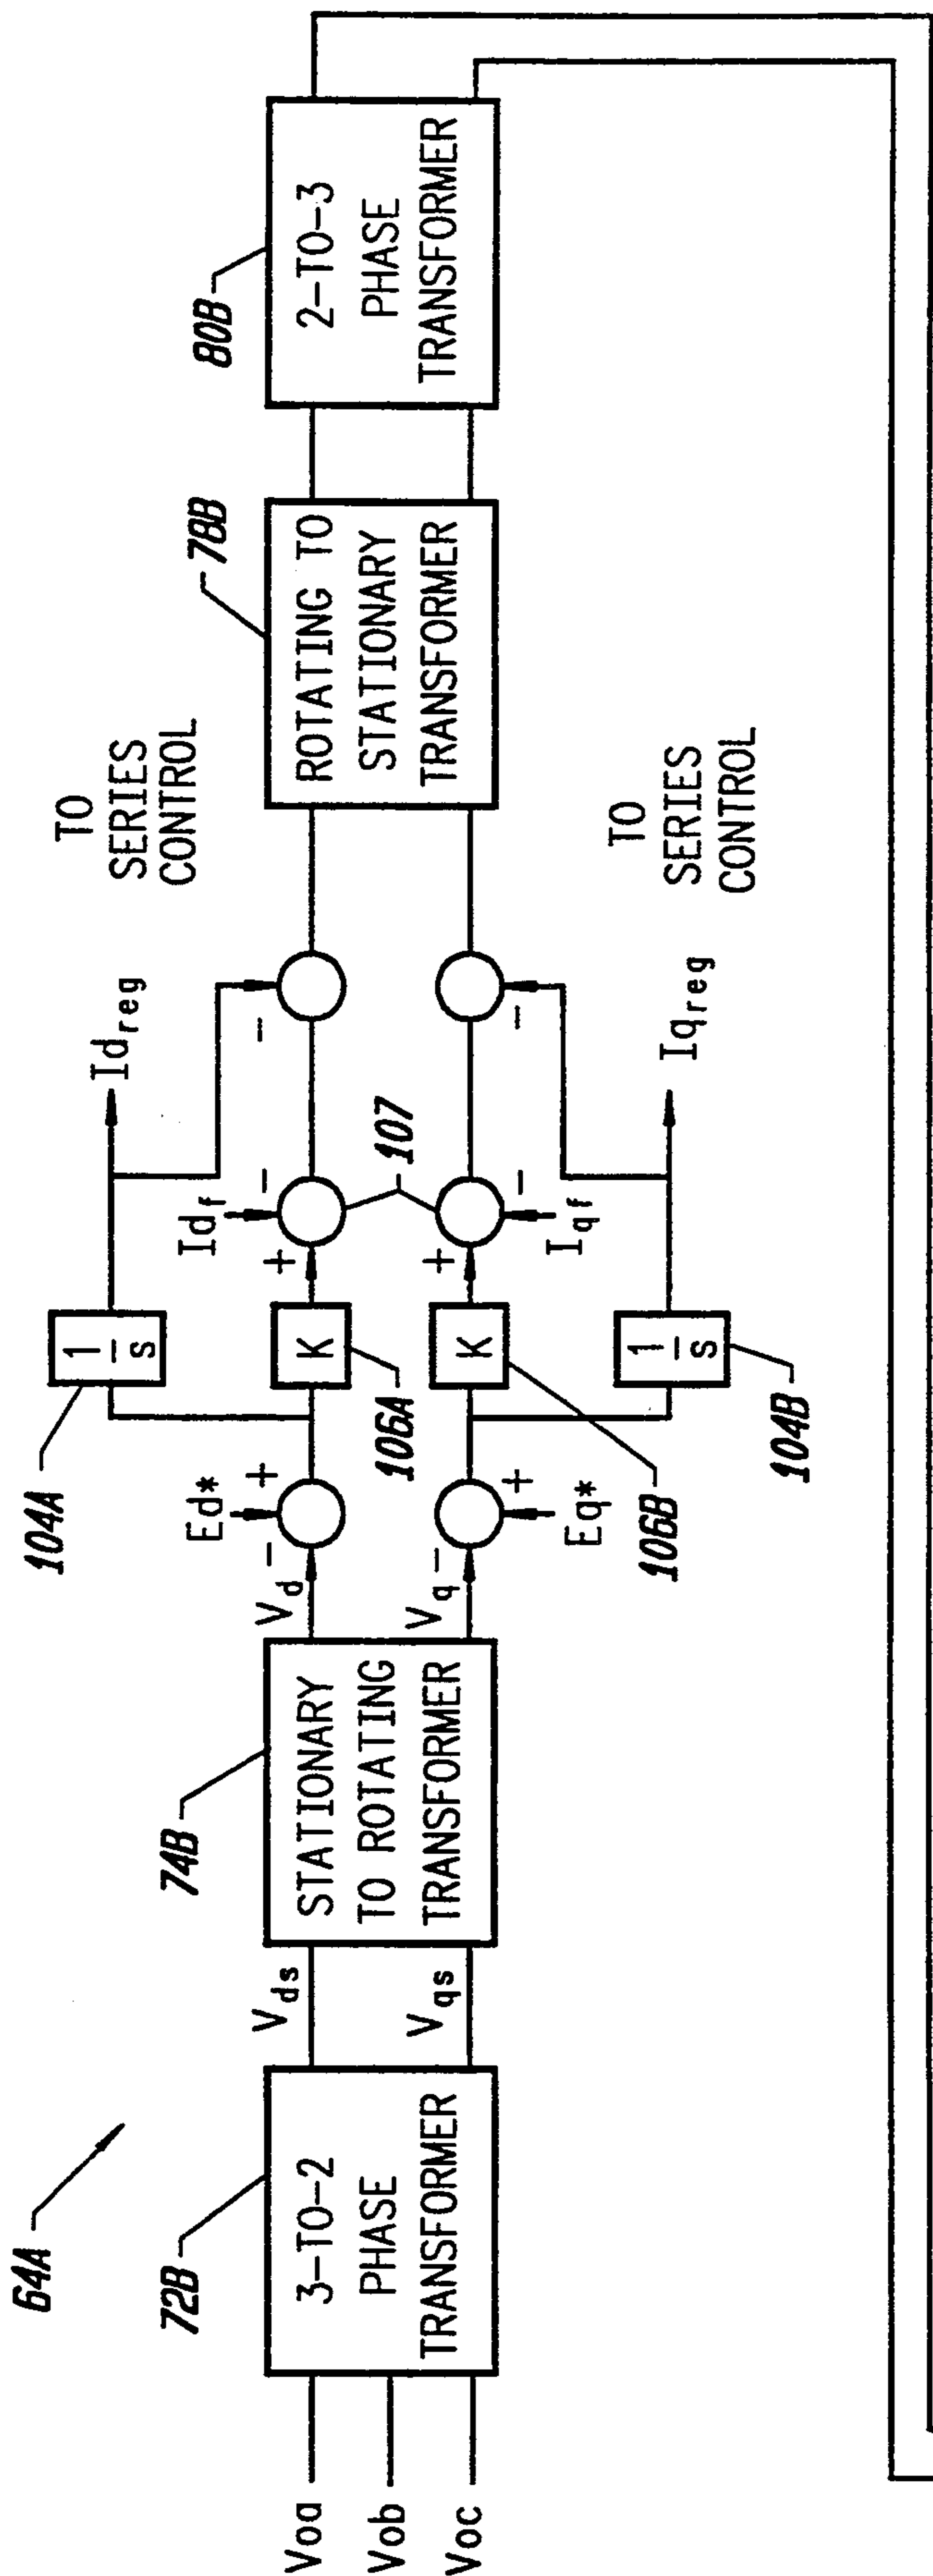 64A
Voa
Vob
Voc
72B
3-TO-2
PHASE
TRANSFORMER
Vds
Vqs
74B
STATIONARY
TO ROTATING
TRANSFORMER
Vd
Vq
-
-
Ed*
+
Eq*
+
104A
1
s
K
106A
K
106B
1
s
104B
+
+
Idf
-
Iqf
-
107
Idreg
TO
SERIES
CONTROL
-
-
Iqreg
TO
SERIES
CONTROL
78B
ROTATING TO
STATIONARY
TRANSFORMER
80B
2-TO-3
PHASE
TRANSFORMER